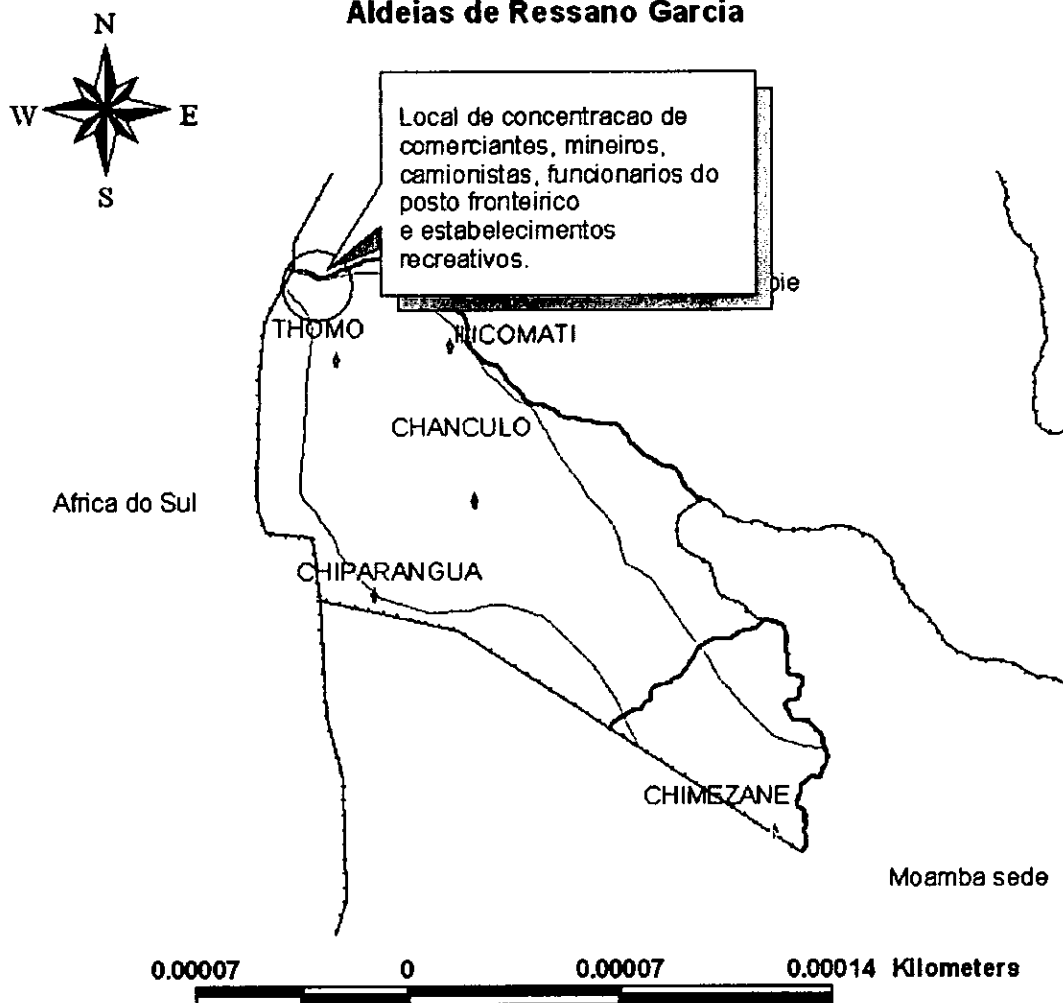 Aldeias de Ressano Garcia
N
W E
S
Local de concentracao de
comerciantes, mineiros,
camionistas, funcionarios do
posto fronteirico
e estabelecimentos
recreativos.
THOMO
CHANCULO
Africa do Sul
CHIPARANGUA
CHIMEZANE
Moamba sede
0.00007 0 0.00007 0.00014 Kilometers